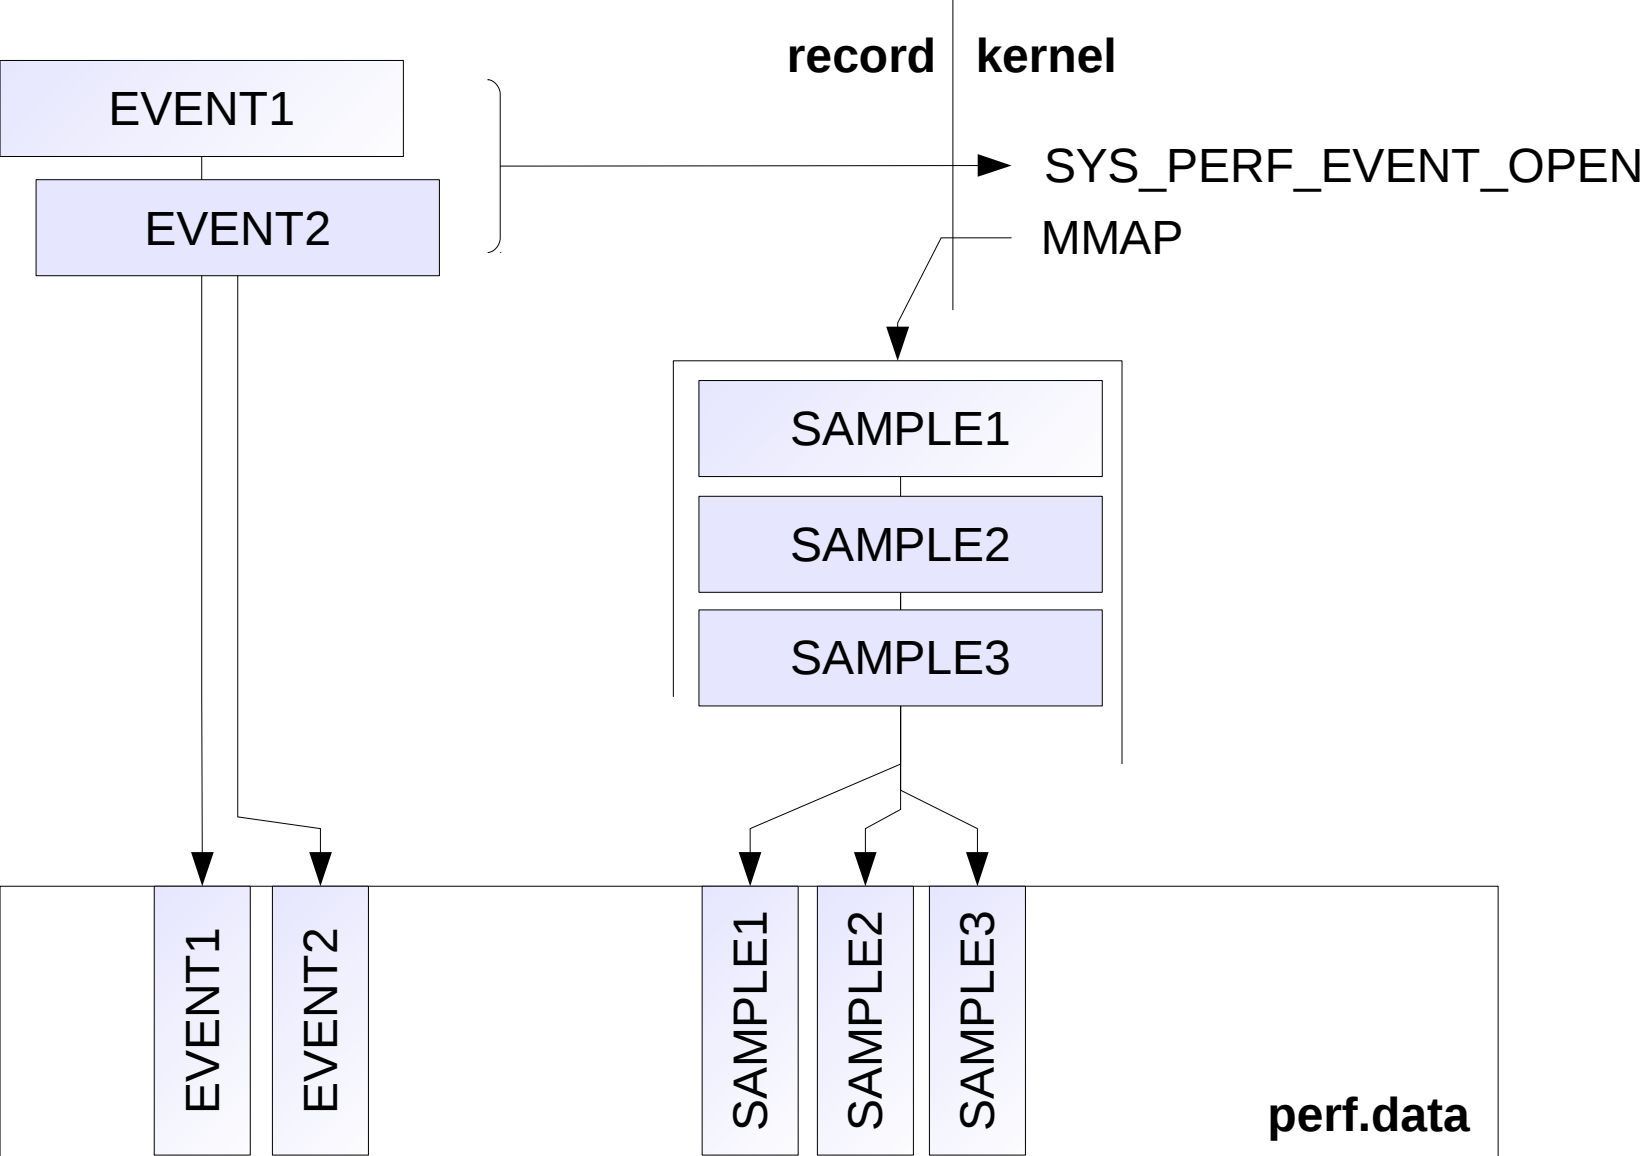 record kernel
EVENT1
SYS_PERF_EVENT_OPEN
EVENT2
MMAP
SAMPLE1
SAMPLE2
SAMPLE3
EVENT1
EVENT2
SAMPLE1
SAMPLE2
SAMPLE3
perf.data